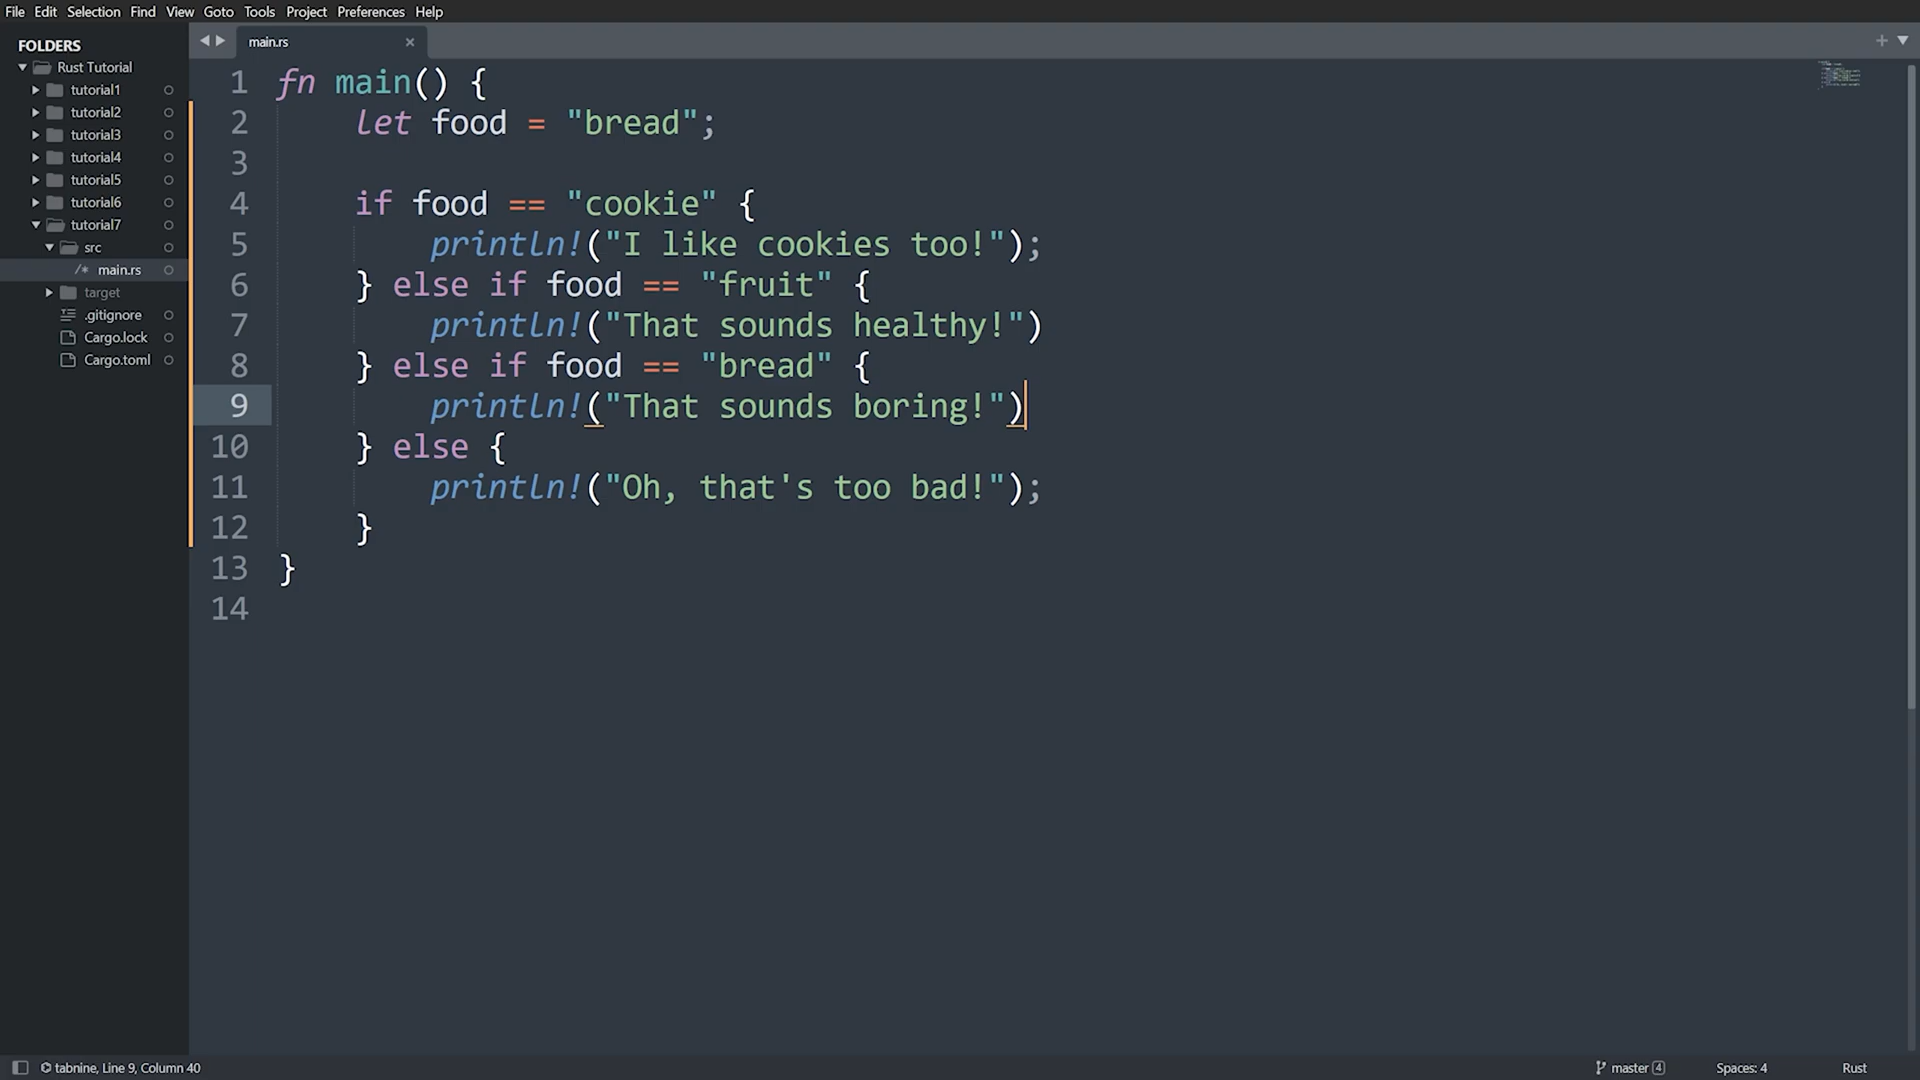 File Edit Selection Find View Goto Tools Project Preferences Help
FOLDERS
Rust Tutorial
tutorial1
tutorial2
tutorial3
tutorial4
tutorial5
tutorial6
tutorial7
src
/* main.rs
target
.gitignore
Cargo.lock
Cargo.toml
main.rs ×
1 fn main() {
2     let food = "bread";
3
4     if food == "cookie" {
5         println!("I like cookies too!");
6     } else if food == "fruit" {
7         println!("That sounds healthy!")
8     } else if food == "bread" {
9         println!("That sounds boring!")
10     } else {
11         println!("Oh, that's too bad!");
12     }
13 }
14
tabnine, Line 9, Column 40
master 4 Spaces: 4 Rust